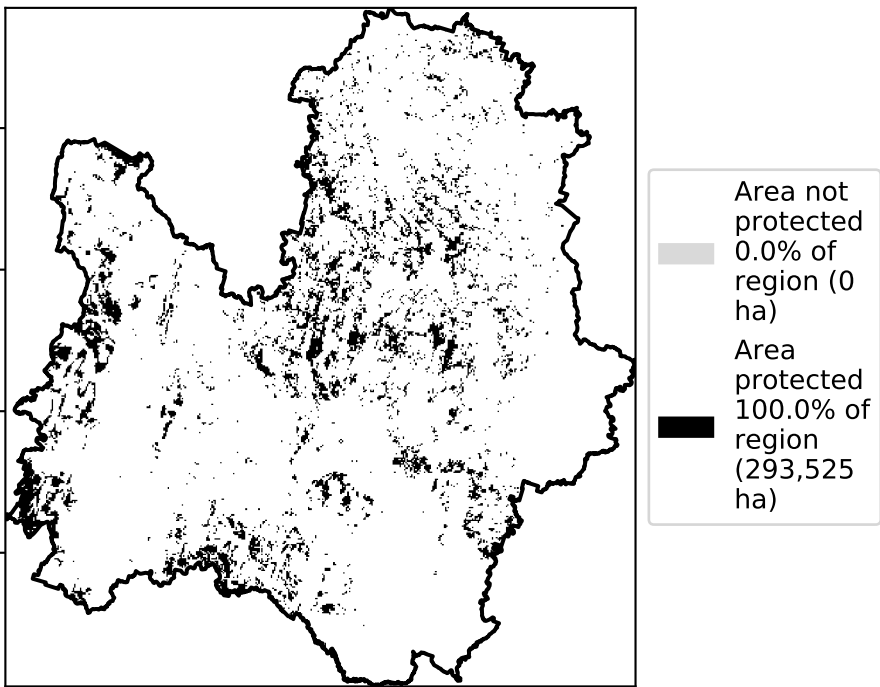 Area not
protected
0.0% of
region (0
ha)
Area
protected
100.0% of
region
(293,525
ha)